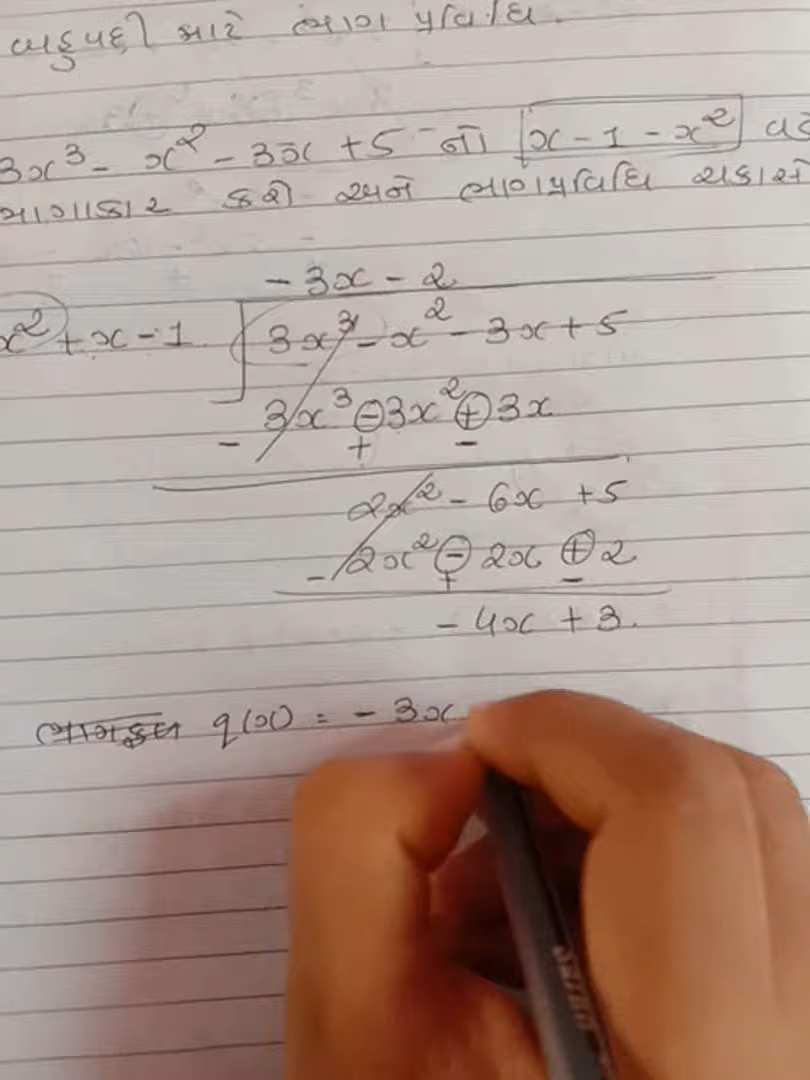 બહુપદી માટે ભાગ પ્રવિધિ.
3x³ - x² - 3x + 5 નો x - 1 - x² વડે
ભાગાકાર કરો અને ભાગપ્રવિધિ ચકાસો
- 3x - 2
x² + x - 1 3x³ - x² - 3x + 5
3x³ - 3x² + 3x
- + -
2x² - 6x + 5
2x² - 2x + 2
- + -
- 4x + 3.
ભાગફળ q(x) = - 3x